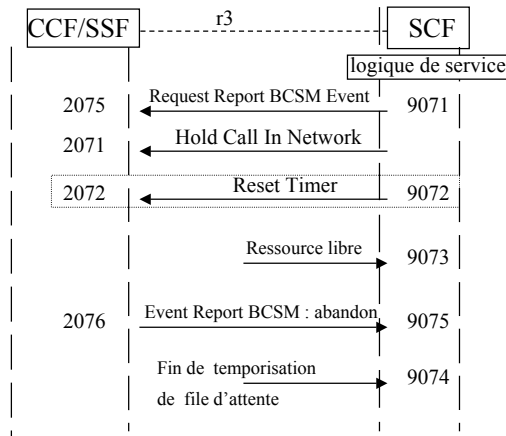 r3
CCF/SSF
SCF
logique de service
2075 Request Report BCSM Event 9071
2071 Hold Call In Network
2072 Reset Timer 9072
Ressource libre 9073
2076 Event Report BCSM : abandon 9075
Fin de temporisation 9074
de file d'attente